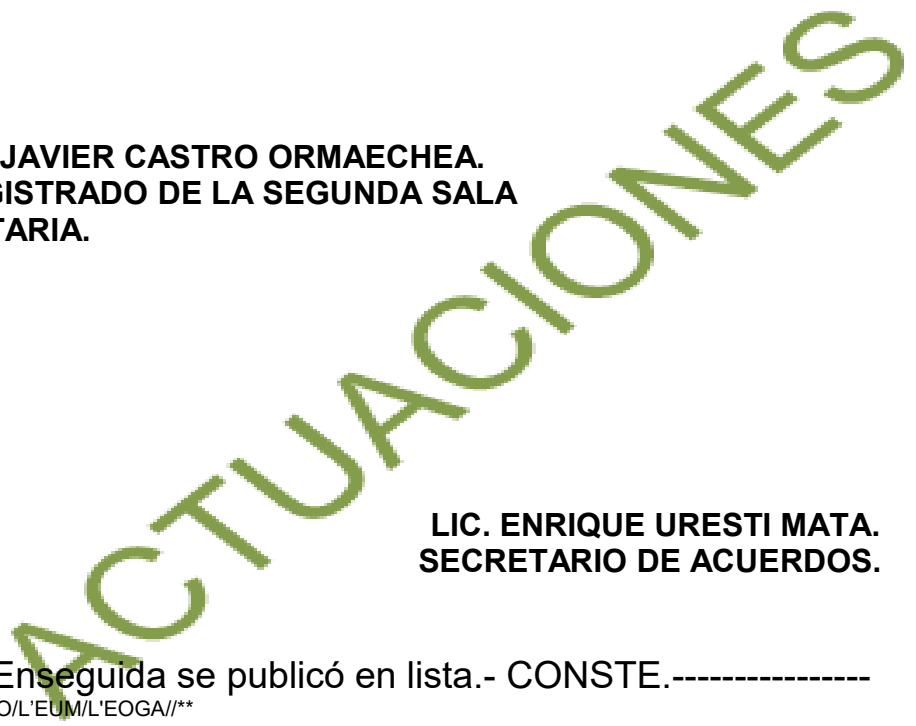 JAVIER CASTRO ORMAECHEA.
GISTRADO DE LA SEGUNDA SALA
TARIA.
ACTUACIONES
LIC. ENRIQUE URESTI MATA.
SECRETARIO DE ACUERDOS.
Enseguida se publicó en lista.- CONSTE.----------------
O/L’EUM/L'EOGA//**